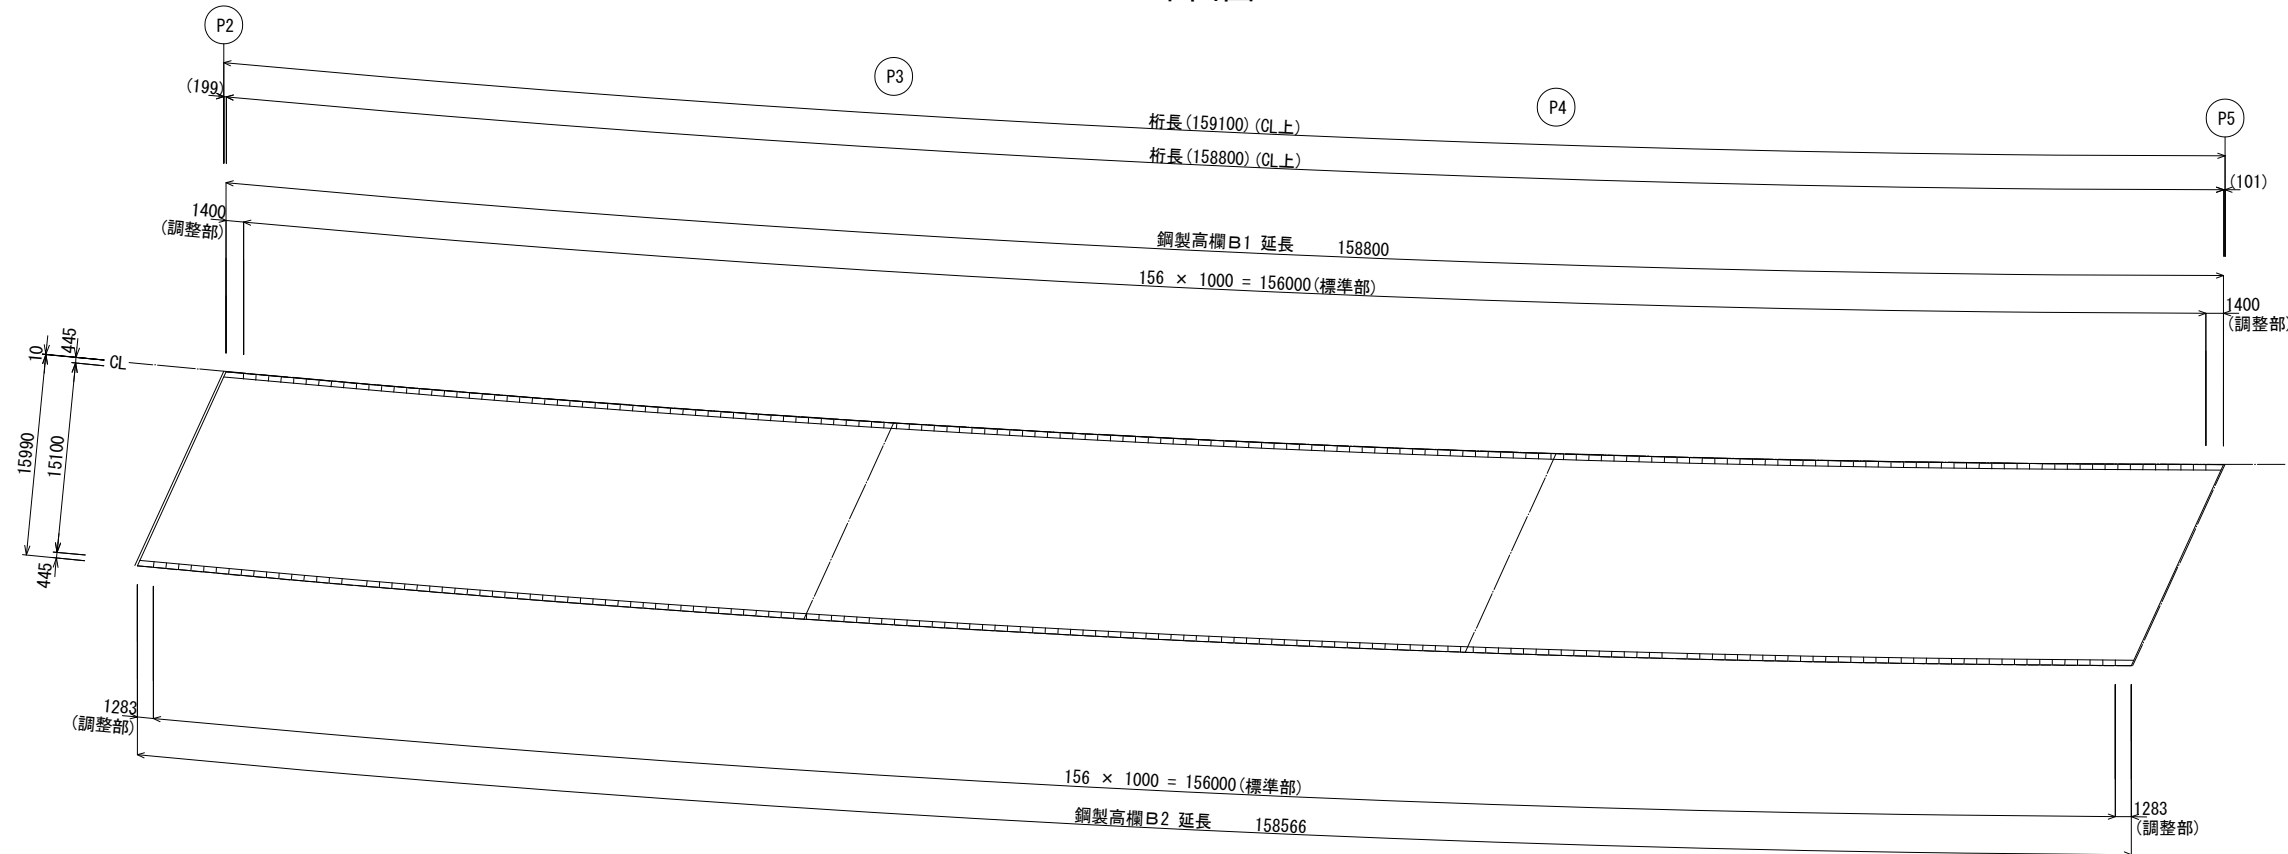 P2
P3
P4
P5
(199)
桁長(159100)(CL上)
桁長(158800)(CL上)
(101)
1400
(調整部)
鋼製高欄B1 延長 158800
156 × 1000 = 156000(標準部)
1400
(調整部)
10
445
CL
15990
15100
445
1283
(調整部)
156 × 1000 = 156000(標準部)
鋼製高欄B2 延長 158566
1283
(調整部)